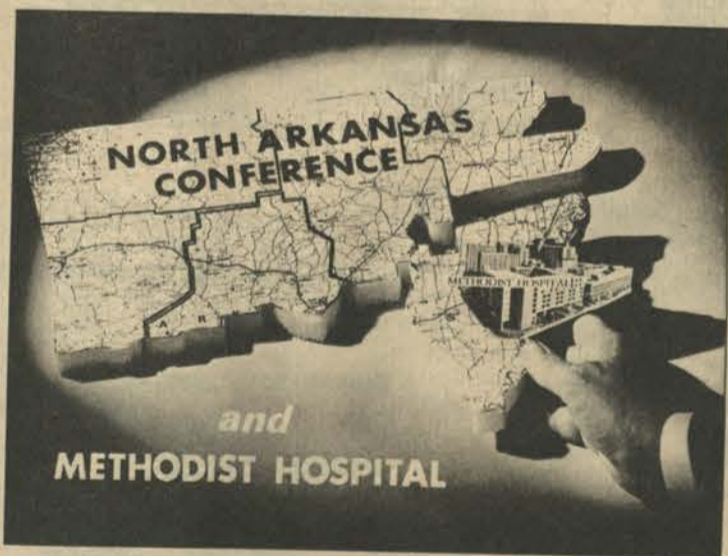 NORTH ARKANSAS
CONFERENCE
METHODIST HOSPITAL
A R K
and
METHODIST HOSPITAL